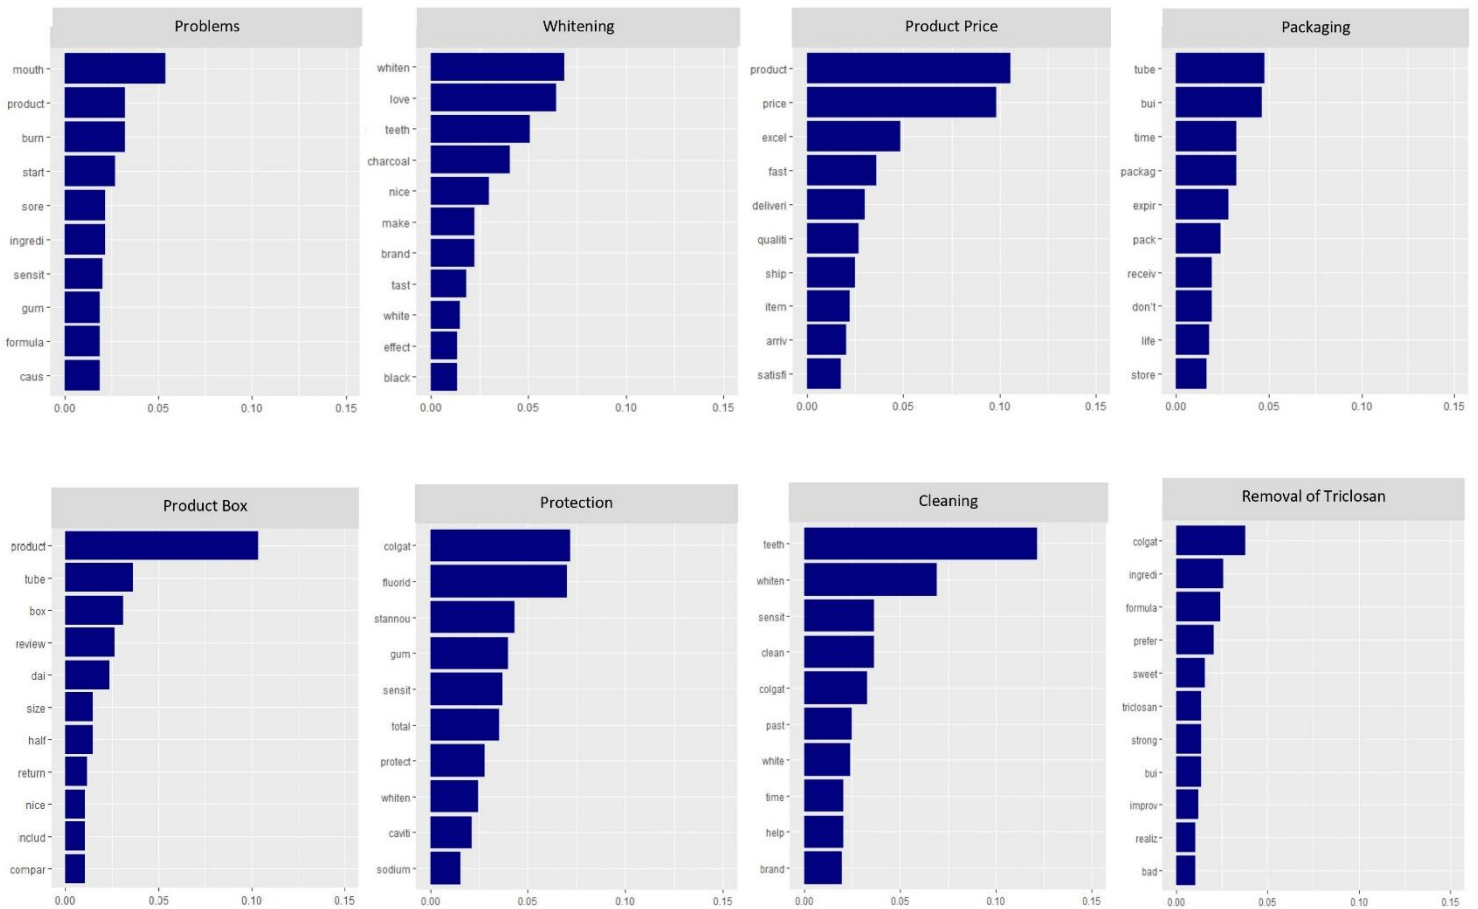 Problems
mouth
product
burn
start
sore
ingredi
sensit
gum
formula
caus
0.00 0.05 0.10 0.15
Whitening
whiten
love
teeth
charcoal
nice
make
brand
tast
white
effect
black
0.00 0.05 0.10 0.15
Product Price
product
price
excel
fast
deliveri
qualiti
ship
item
arriv
satisfi
0.00 0.05 0.10 0.15
Packaging
tube
bui
time
packag
expir
pack
receiv
don't
life
store
0.00 0.05 0.10 0.15
Product Box
product
tube
box
review
dai
size
half
return
nice
includ
compar
0.00 0.05 0.10 0.15
Protection
colgat
fluorid
stannou
gum
sensit
total
protect
whiten
caviti
sodium
0.00 0.05 0.10 0.15
Cleaning
teeth
whiten
sensit
clean
colgat
past
white
time
help
brand
0.00 0.05 0.10 0.15
Removal of Triclosan
colgat
ingredi
formula
prefer
sweet
triclosan
strong
bui
improv
realiz
bad
0.00 0.05 0.10 0.15